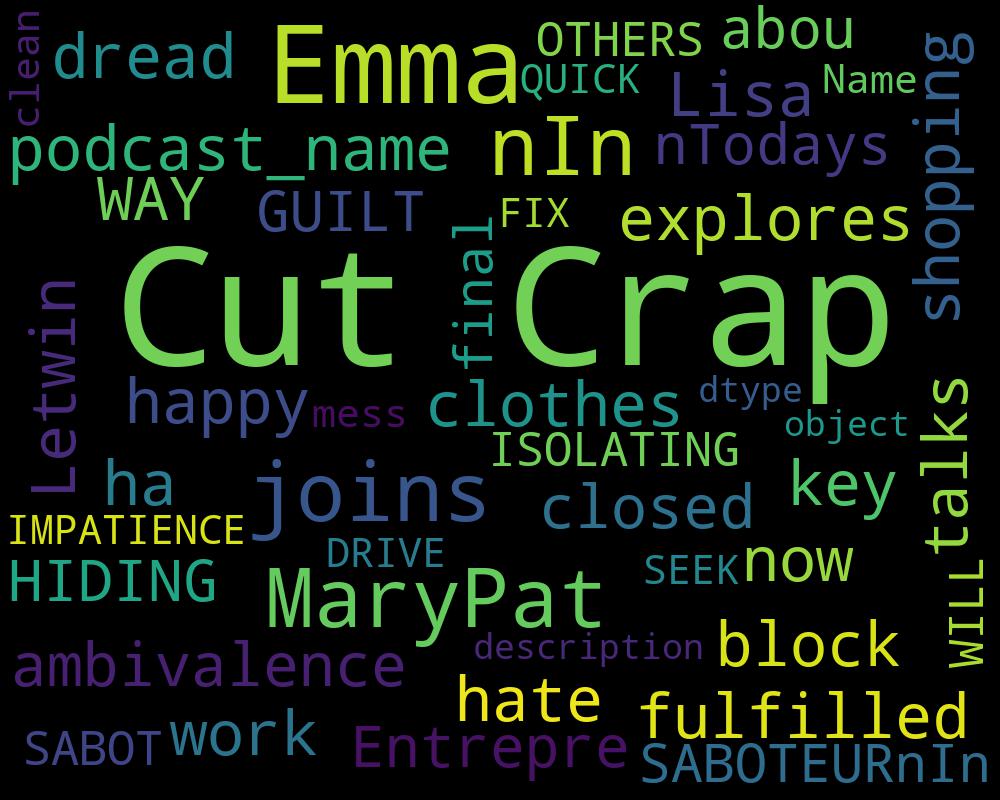 clean
dread
Emma
OTHERS
abou
QUICK
Lisa
Name
shopping
podcast_name
nIn
nTodays
WAY
GUILT
FIX
explores
final
Cut Crap
Letwin
happy
mess
clothes
dtype
object
talks
ISOLATING
ha
joins
closed
key
IMPATIENCE
DRIVE
SEEK
now
HIDING
MaryPat
WILL
description
block
ambivalence
hate
fulfilled
SABOT
work
Entrepre
SABOTEURnIn